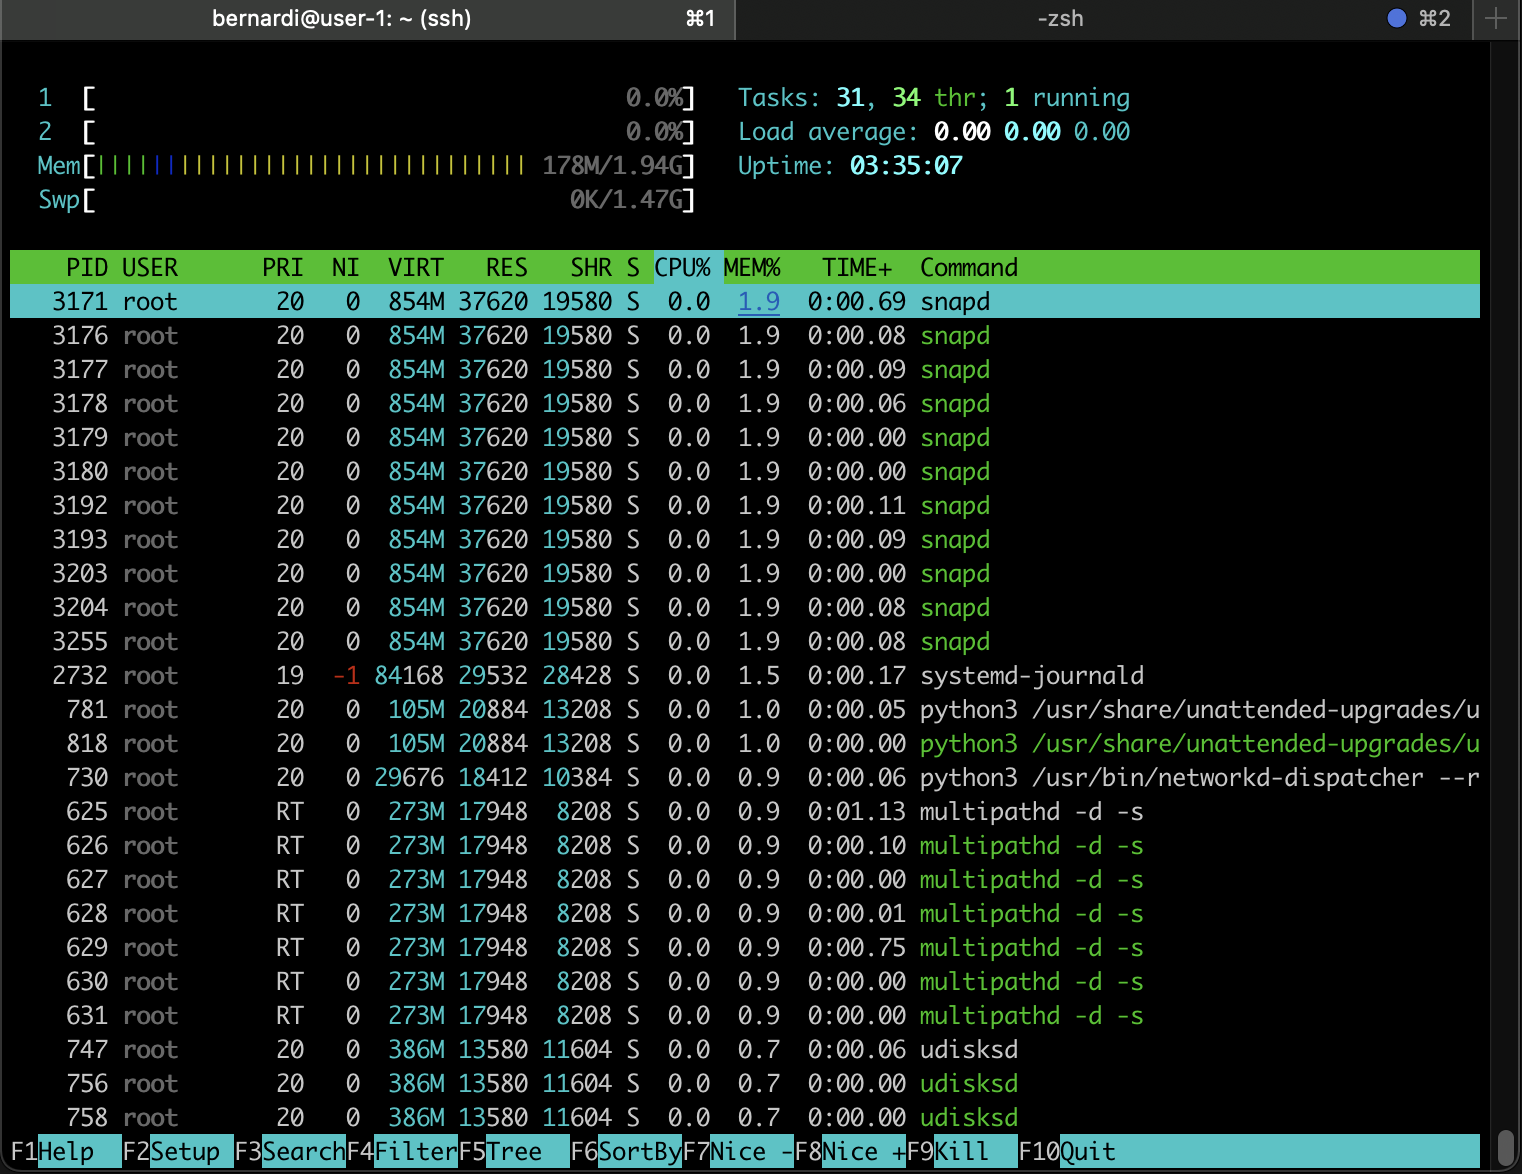 bernardi@user-1: ~ (ssh) ⌘1 -zsh ⌘2
1 [ 0.0%] Tasks: 31, 34 thr; 1 running
2 [ 0.0%] Load average: 0.00 0.00 0.00
Mem[||||||||||||||||||||||||||||||| 178M/1.94G] Uptime: 03:35:07
Swp[ 0K/1.47G]
PID USER PRI NI VIRT RES SHR S CPU% MEM% TIME+ Command
3171 root 20 0 854M 37620 19580 S 0.0 1.9 0:00.69 snapd
3176 root 20 0 854M 37620 19580 S 0.0 1.9 0:00.08 snapd
3177 root 20 0 854M 37620 19580 S 0.0 1.9 0:00.09 snapd
3178 root 20 0 854M 37620 19580 S 0.0 1.9 0:00.06 snapd
3179 root 20 0 854M 37620 19580 S 0.0 1.9 0:00.00 snapd
3180 root 20 0 854M 37620 19580 S 0.0 1.9 0:00.00 snapd
3192 root 20 0 854M 37620 19580 S 0.0 1.9 0:00.11 snapd
3193 root 20 0 854M 37620 19580 S 0.0 1.9 0:00.09 snapd
3203 root 20 0 854M 37620 19580 S 0.0 1.9 0:00.00 snapd
3204 root 20 0 854M 37620 19580 S 0.0 1.9 0:00.08 snapd
3255 root 20 0 854M 37620 19580 S 0.0 1.9 0:00.08 snapd
2732 root 19 -1 84168 29532 28428 S 0.0 1.5 0:00.17 systemd-journald
781 root 20 0 105M 20884 13208 S 0.0 1.0 0:00.05 python3 /usr/share/unattended-upgrades/u
818 root 20 0 105M 20884 13208 S 0.0 1.0 0:00.00 python3 /usr/share/unattended-upgrades/u
730 root 20 0 29676 18412 10384 S 0.0 0.9 0:00.06 python3 /usr/bin/networkd-dispatcher --r
625 root RT 0 273M 17948 8208 S 0.0 0.9 0:01.13 multipathd -d -s
626 root RT 0 273M 17948 8208 S 0.0 0.9 0:00.10 multipathd -d -s
627 root RT 0 273M 17948 8208 S 0.0 0.9 0:00.00 multipathd -d -s
628 root RT 0 273M 17948 8208 S 0.0 0.9 0:00.01 multipathd -d -s
629 root RT 0 273M 17948 8208 S 0.0 0.9 0:00.75 multipathd -d -s
630 root RT 0 273M 17948 8208 S 0.0 0.9 0:00.00 multipathd -d -s
631 root RT 0 273M 17948 8208 S 0.0 0.9 0:00.00 multipathd -d -s
747 root 20 0 386M 13580 11604 S 0.0 0.7 0:00.06 udisksd
756 root 20 0 386M 13580 11604 S 0.0 0.7 0:00.00 udisksd
758 root 20 0 386M 13580 11604 S 0.0 0.7 0:00.00 udisksd
F1Help F2Setup F3SearchF4FilterF5Tree F6SortByF7Nice -F8Nice +F9Kill F10Quit